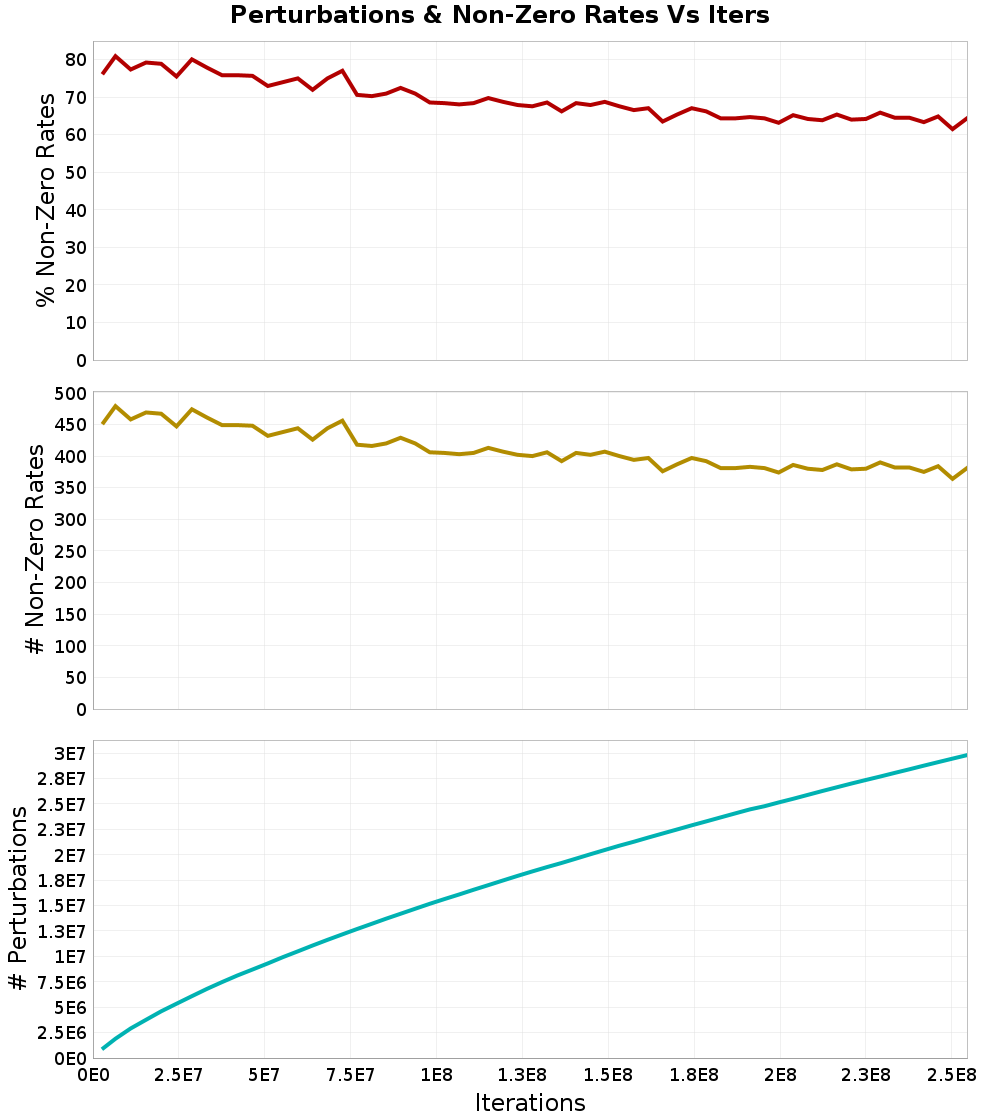 Perturbations & Non-Zero Rates Vs Iters
% Non-Zero Rates
80
70
60
50
40
30
20
10
0
# Non-Zero Rates
500
450
400
350
300
250
200
150
100
50
0
# Perturbations
3E7
2.8E7
2.5E7
2.3E7
2E7
1.8E7
1.5E7
1.3E7
1E7
7.5E6
5E6
2.5E6
0E0
0E0 2.5E7 5E7 7.5E7 1E8 1.3E8 1.5E8 1.8E8 2E8 2.3E8 2.5E8
Iterations